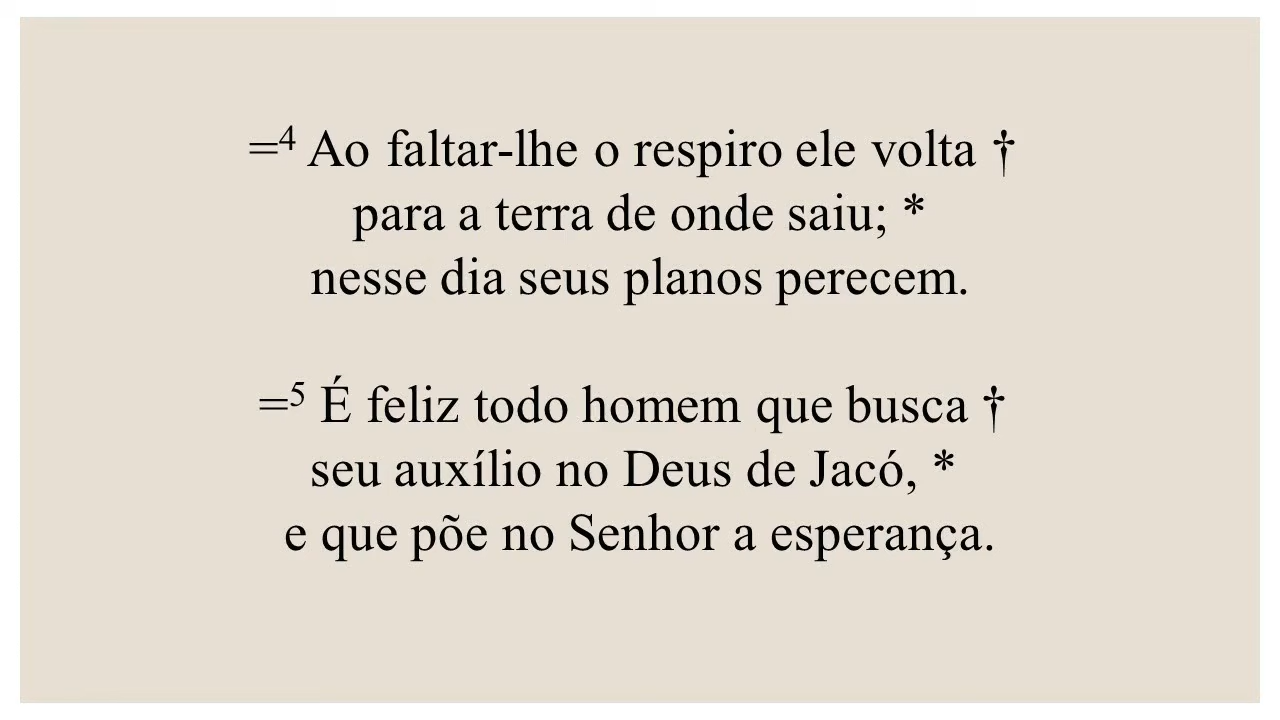 =⁴ Ao faltar-lhe o respiro ele volta †
para a terra de onde saiu; *
nesse dia seus planos perecem.
=⁵ É feliz todo homem que busca †
seu auxílio no Deus de Jacó, *
e que põe no Senhor a esperança.